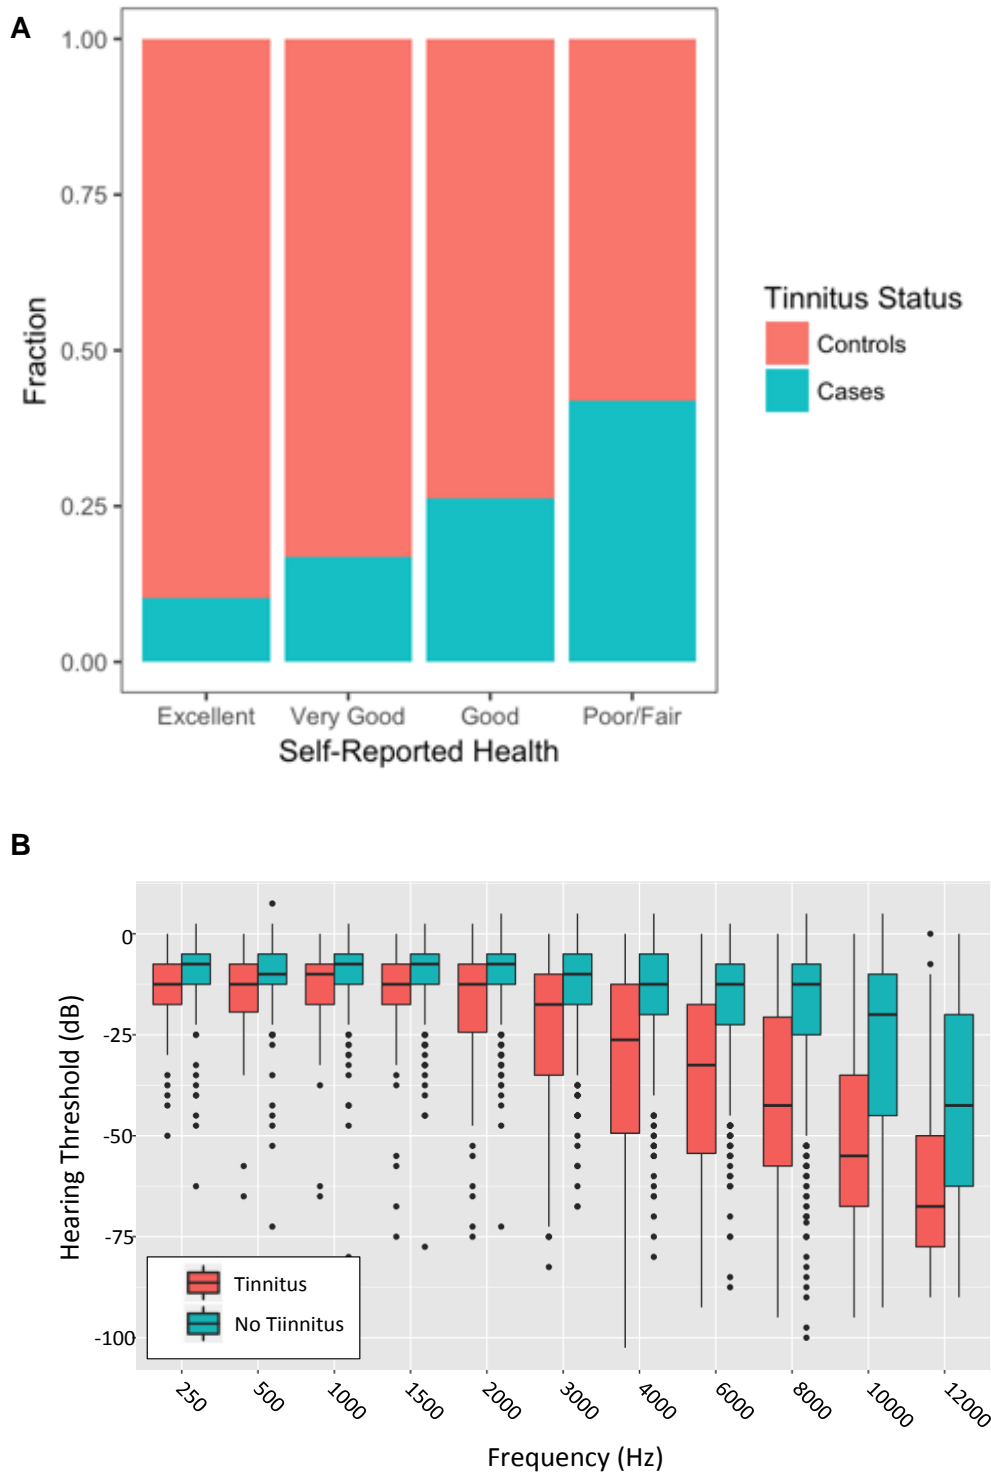 A
1.00
0.75
0.50
0.25
0.00
Fraction
Excellent Very Good Good Poor/Fair
Self-Reported Health
Tinnitus Status
Controls
Cases
B
0
-25
-50
-75
-100
Hearing Threshold (dB)
Tinnitus
No Tiinnitus
250 500 1000 1500 2000 3000 4000 6000 8000 10000 12000
Frequency (Hz)